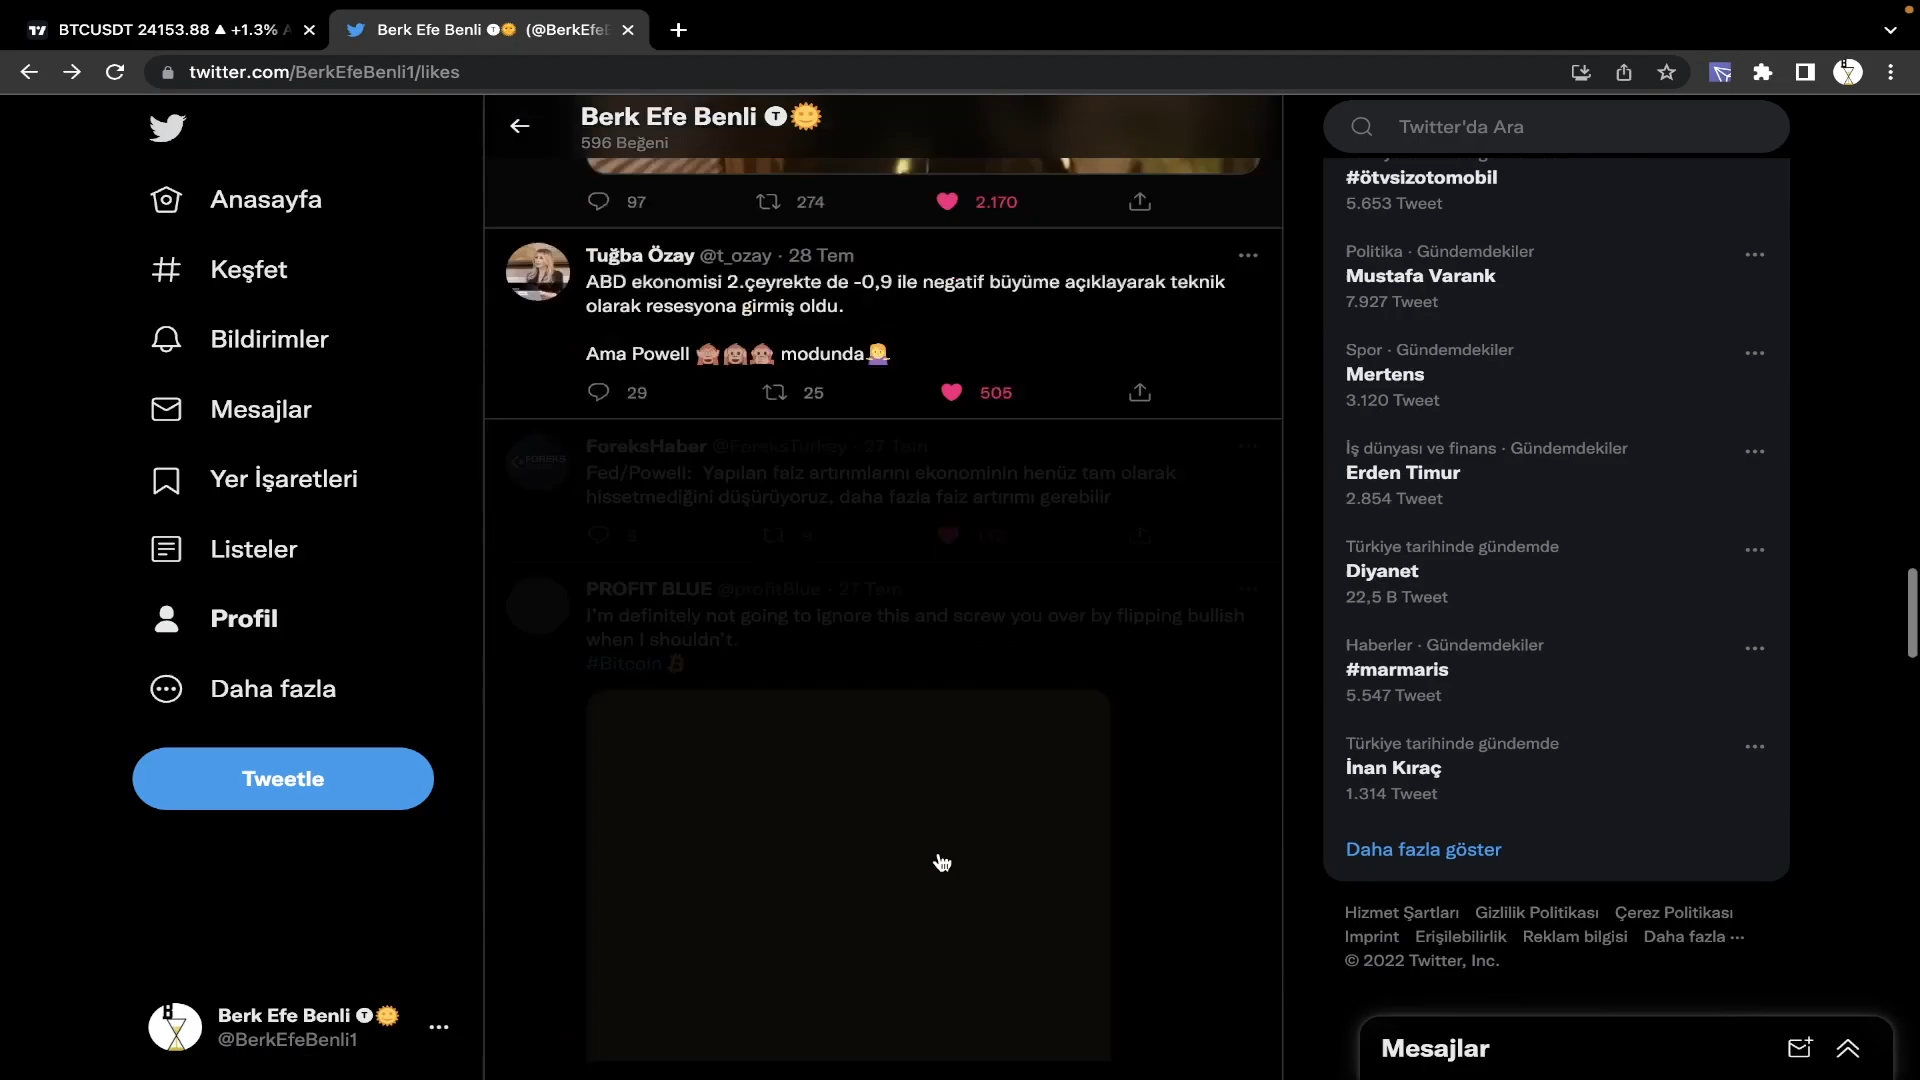 BTCUSDT 24153.88 ▲ +1.3%
Berk Efe Benli (@BerkEfeB
twitter.com/BerkEfeBenli1/likes
Anasayfa
Keşfet
Bildirimler
Mesajlar
Yer İşaretleri
Listeler
Profil
Daha fazla
Tweetle
Berk Efe Benli
@BerkEfeBenli1
Berk Efe Benli
596 Beğeni
97 274 2.170
Tuğba Özay @t_ozay · 28 Tem
ABD ekonomisi 2.çeyrekte de -0,9 ile negatif büyüme açıklayarak teknik
olarak resesyona girmiş oldu.
Ama Powell 🙈🙉🙊 modunda🤷‍♀️
29 25 505
ForeksHaber @ForeksTurkey · 27 Tem
Fed/Powell: Yapılan faiz artırımlarını ekonominin henüz tam olarak
hissetmediğini düşürüyoruz, daha fazla faiz artırımı gerebilir
PROFIT BLUE @profitBlue · 27 Tem
I'm definitely not going to ignore this and screw you over by flipping bullish
when I shouldn't.
#Bitcoin
Twitter'da Ara
#ötvsizotomobil
5.653 Tweet
Politika · Gündemdekiler
Mustafa Varank
7.927 Tweet
Spor · Gündemdekiler
Mertens
3.120 Tweet
İş dünyası ve finans · Gündemdekiler
Erden Timur
2.854 Tweet
Türkiye tarihinde gündemde
Diyanet
22,5 B Tweet
Haberler · Gündemdekiler
#marmaris
5.547 Tweet
Türkiye tarihinde gündemde
İnan Kıraç
1.314 Tweet
Daha fazla göster
Hizmet Şartları Gizlilik Politikası Çerez Politikası
Imprint Erişilebilirlik Reklam bilgisi Daha fazla ···
© 2022 Twitter, Inc.
Mesajlar